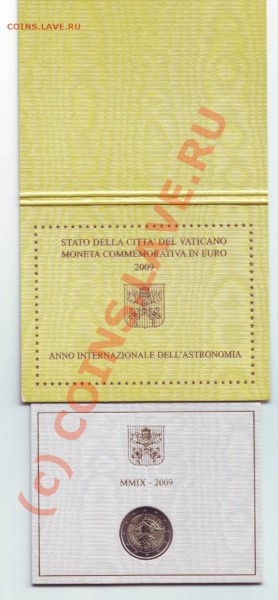 COINS.LAVE.RU
STATO DELLA CITTA' DEL VATICANO
MONETA COMMEMORATIVA IN EURO
2009
ANNO INTERNAZIONALE DELL'ASTRONOMIA
MMIX - 2009
(c) COINS.LAVE.RU